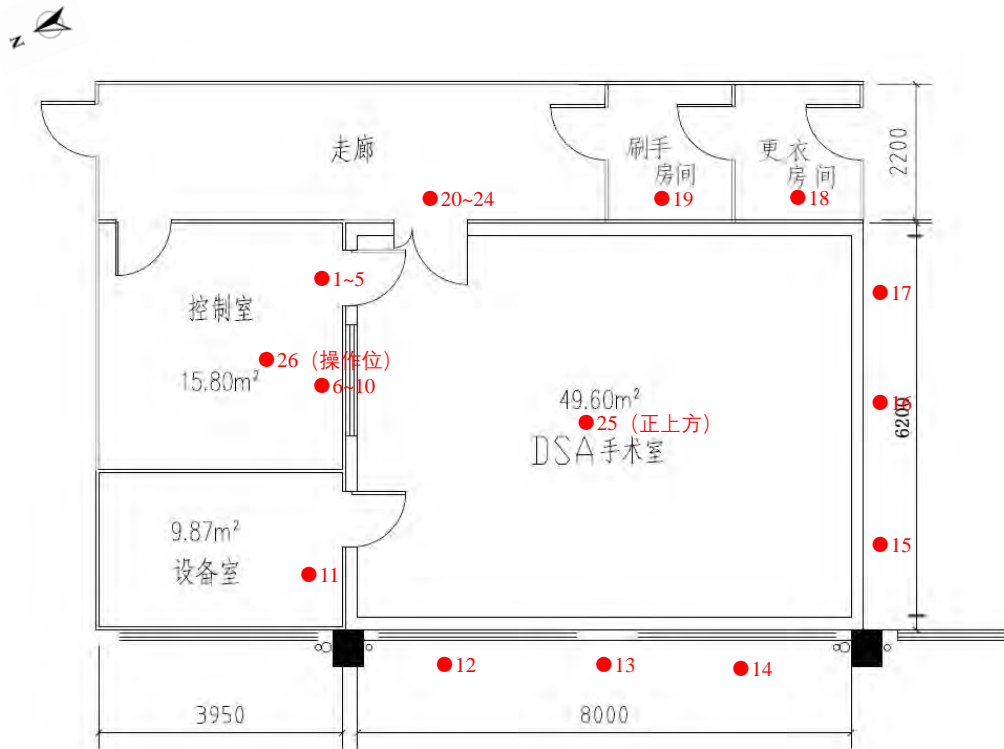 N
走廊
刷手
房间
更衣
房间
2200
20~24
19
18
1~5
17
控制室
26（操作位）
15.80m²
6~10
49.60m²
16
6200
25（正上方）
DSA手术室
9.87m²
设备室
11
15
12
13
14
3950
8000